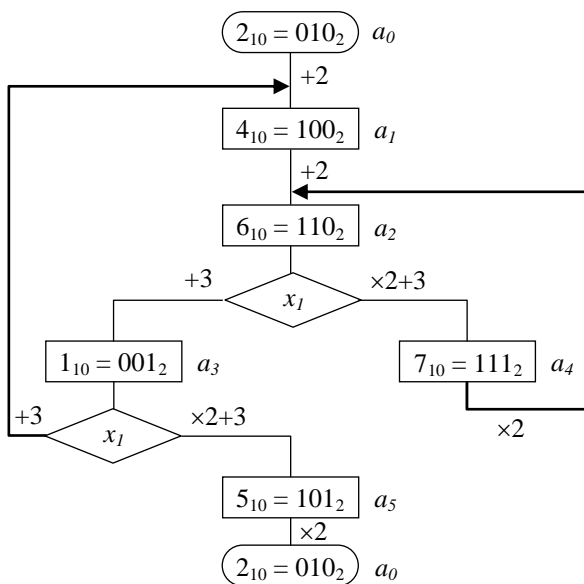 2₁₀ = 010₂ a₀
+2
4₁₀ = 100₂ a₁
+2
6₁₀ = 110₂ a₂
+3 x₁ ×2+3
1₁₀ = 001₂ a₃ 7₁₀ = 111₂ a₄
+3 x₁ ×2+3 ×2
5₁₀ = 101₂ a₅
×2
2₁₀ = 010₂ a₀